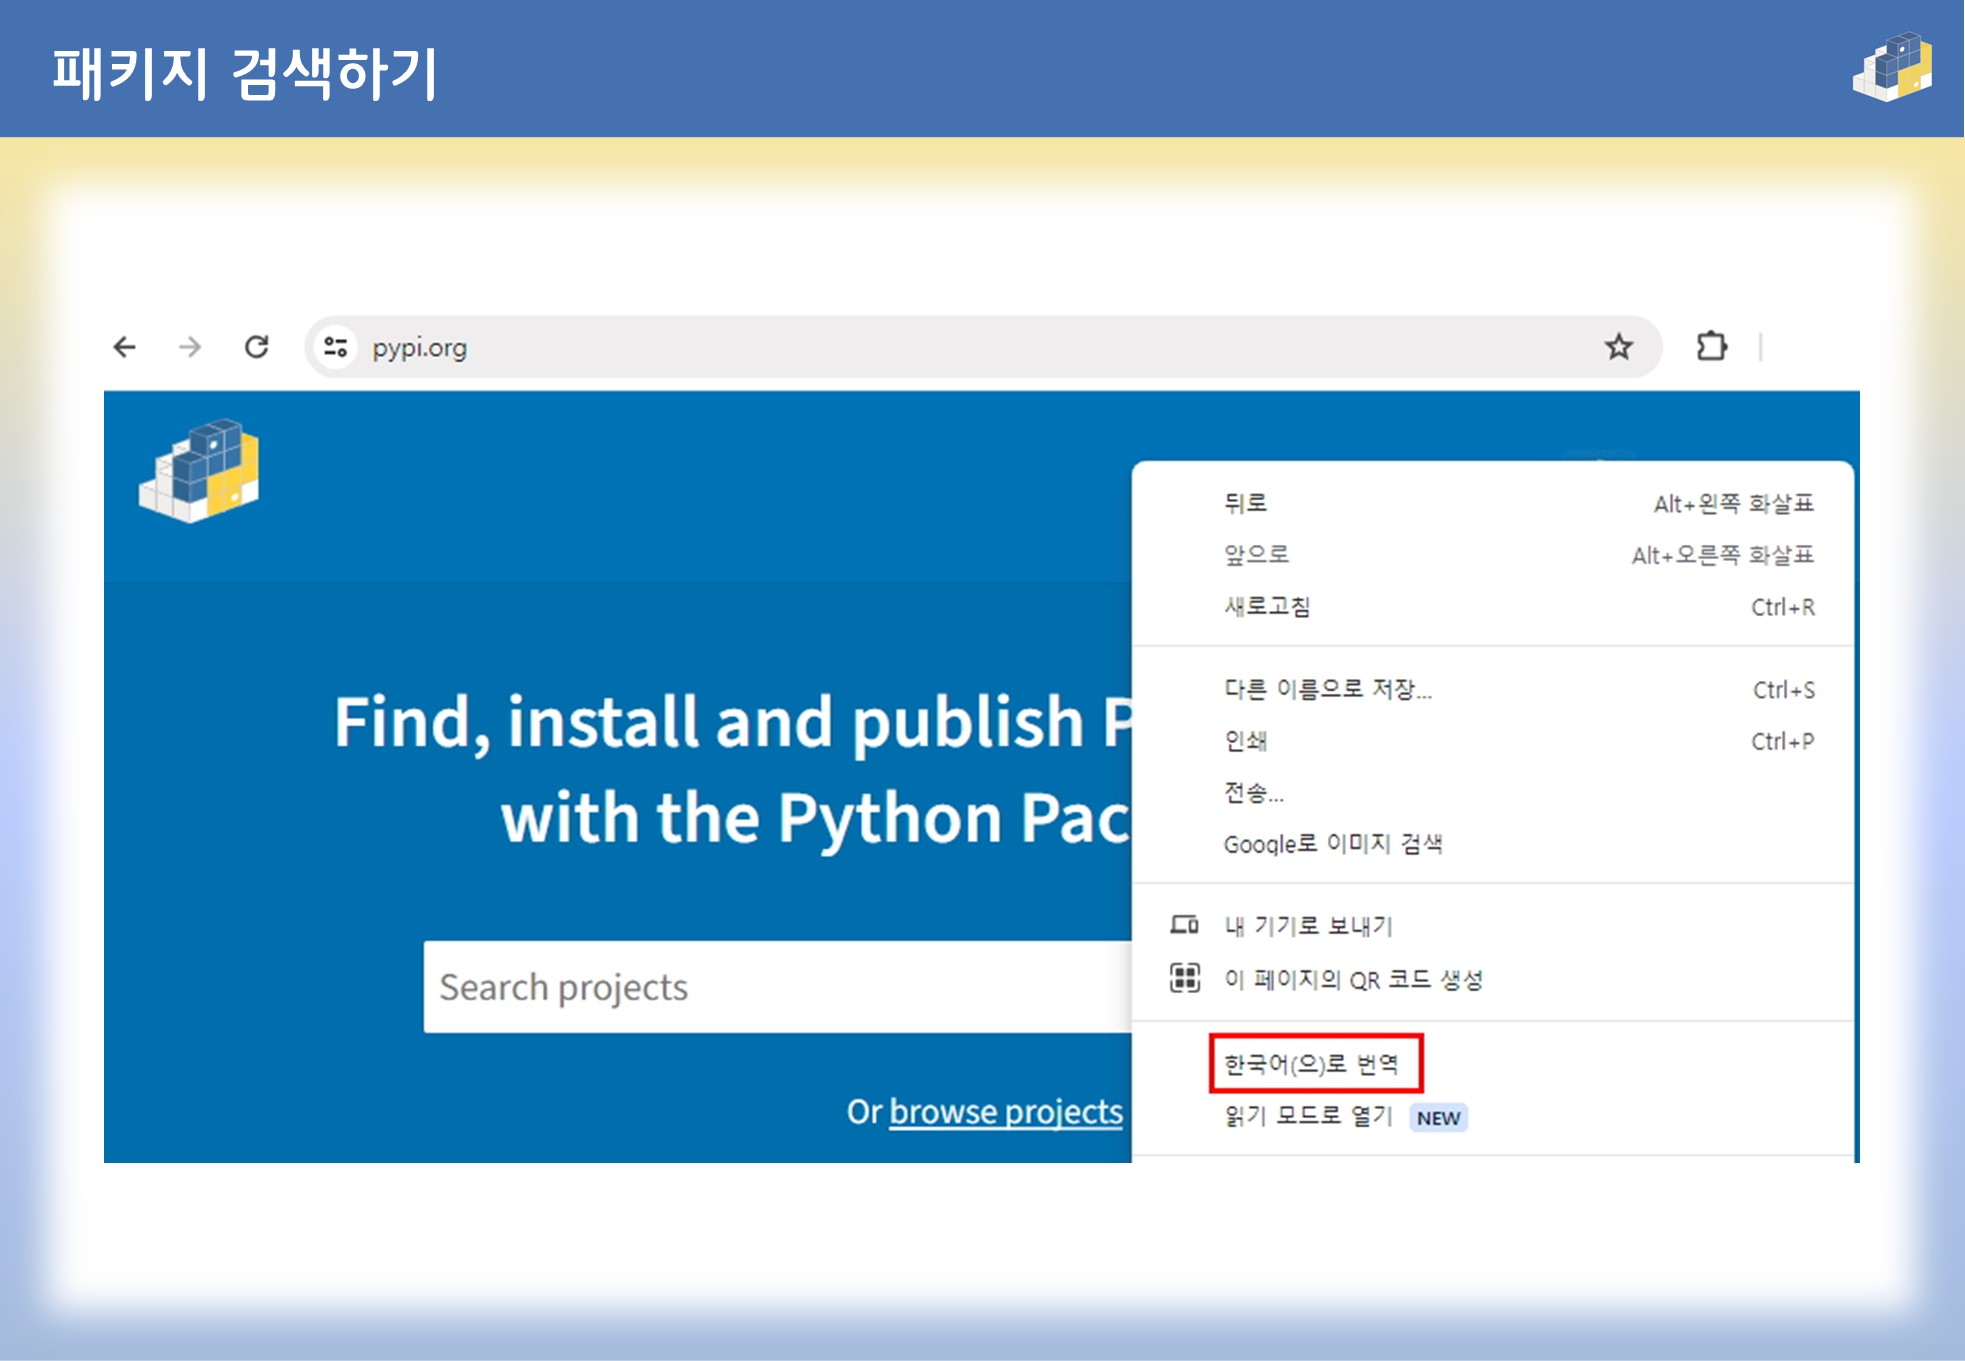 패키지 검색하기
pypi.org
Find, install and publish P
with the Python Pac
Search projects
Or browse projects
뒤로 Alt+왼쪽 화살표
앞으로 Alt+오른쪽 화살표
새로고침 Ctrl+R
다른 이름으로 저장... Ctrl+S
인쇄 Ctrl+P
전송...
Google로 이미지 검색
내 기기로 보내기
이 페이지의 QR 코드 생성
한국어(으)로 번역
읽기 모드로 열기 NEW